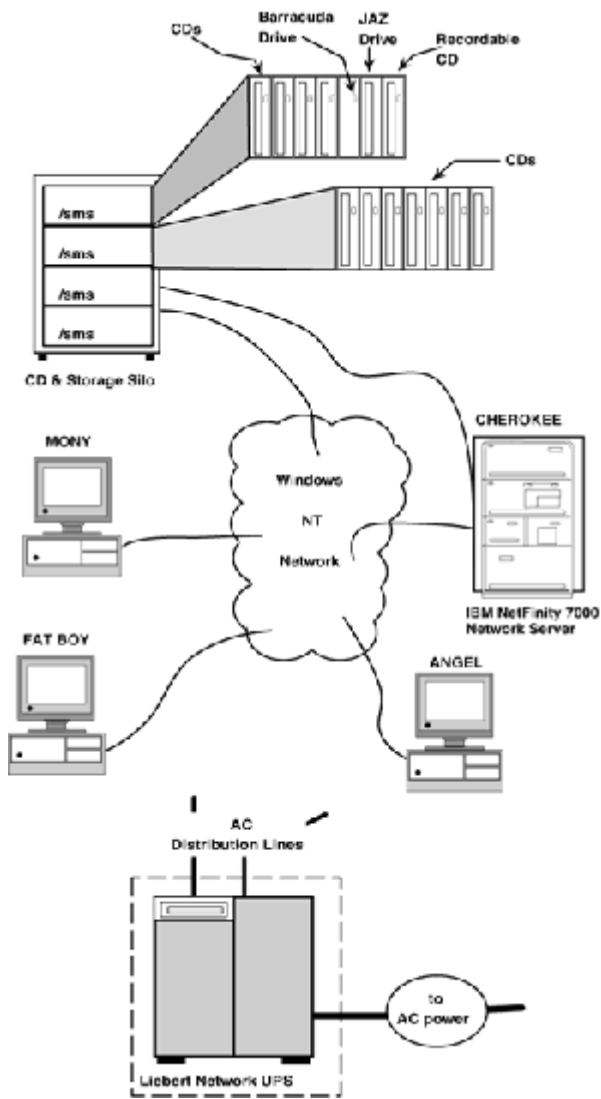 CDs
Barracuda
Drive
JAZ
Drive
Recordable
CD
CDs
/sms
/sms
/sms
/sms
CD & Storage Silo
CHEROKEE
MONY
Windows
NT
Network
IBM NetFinity 7000
Network Server
FAT BOY
ANGEL
AC
Distribution Lines
to
AC power
Liebert Network UPS